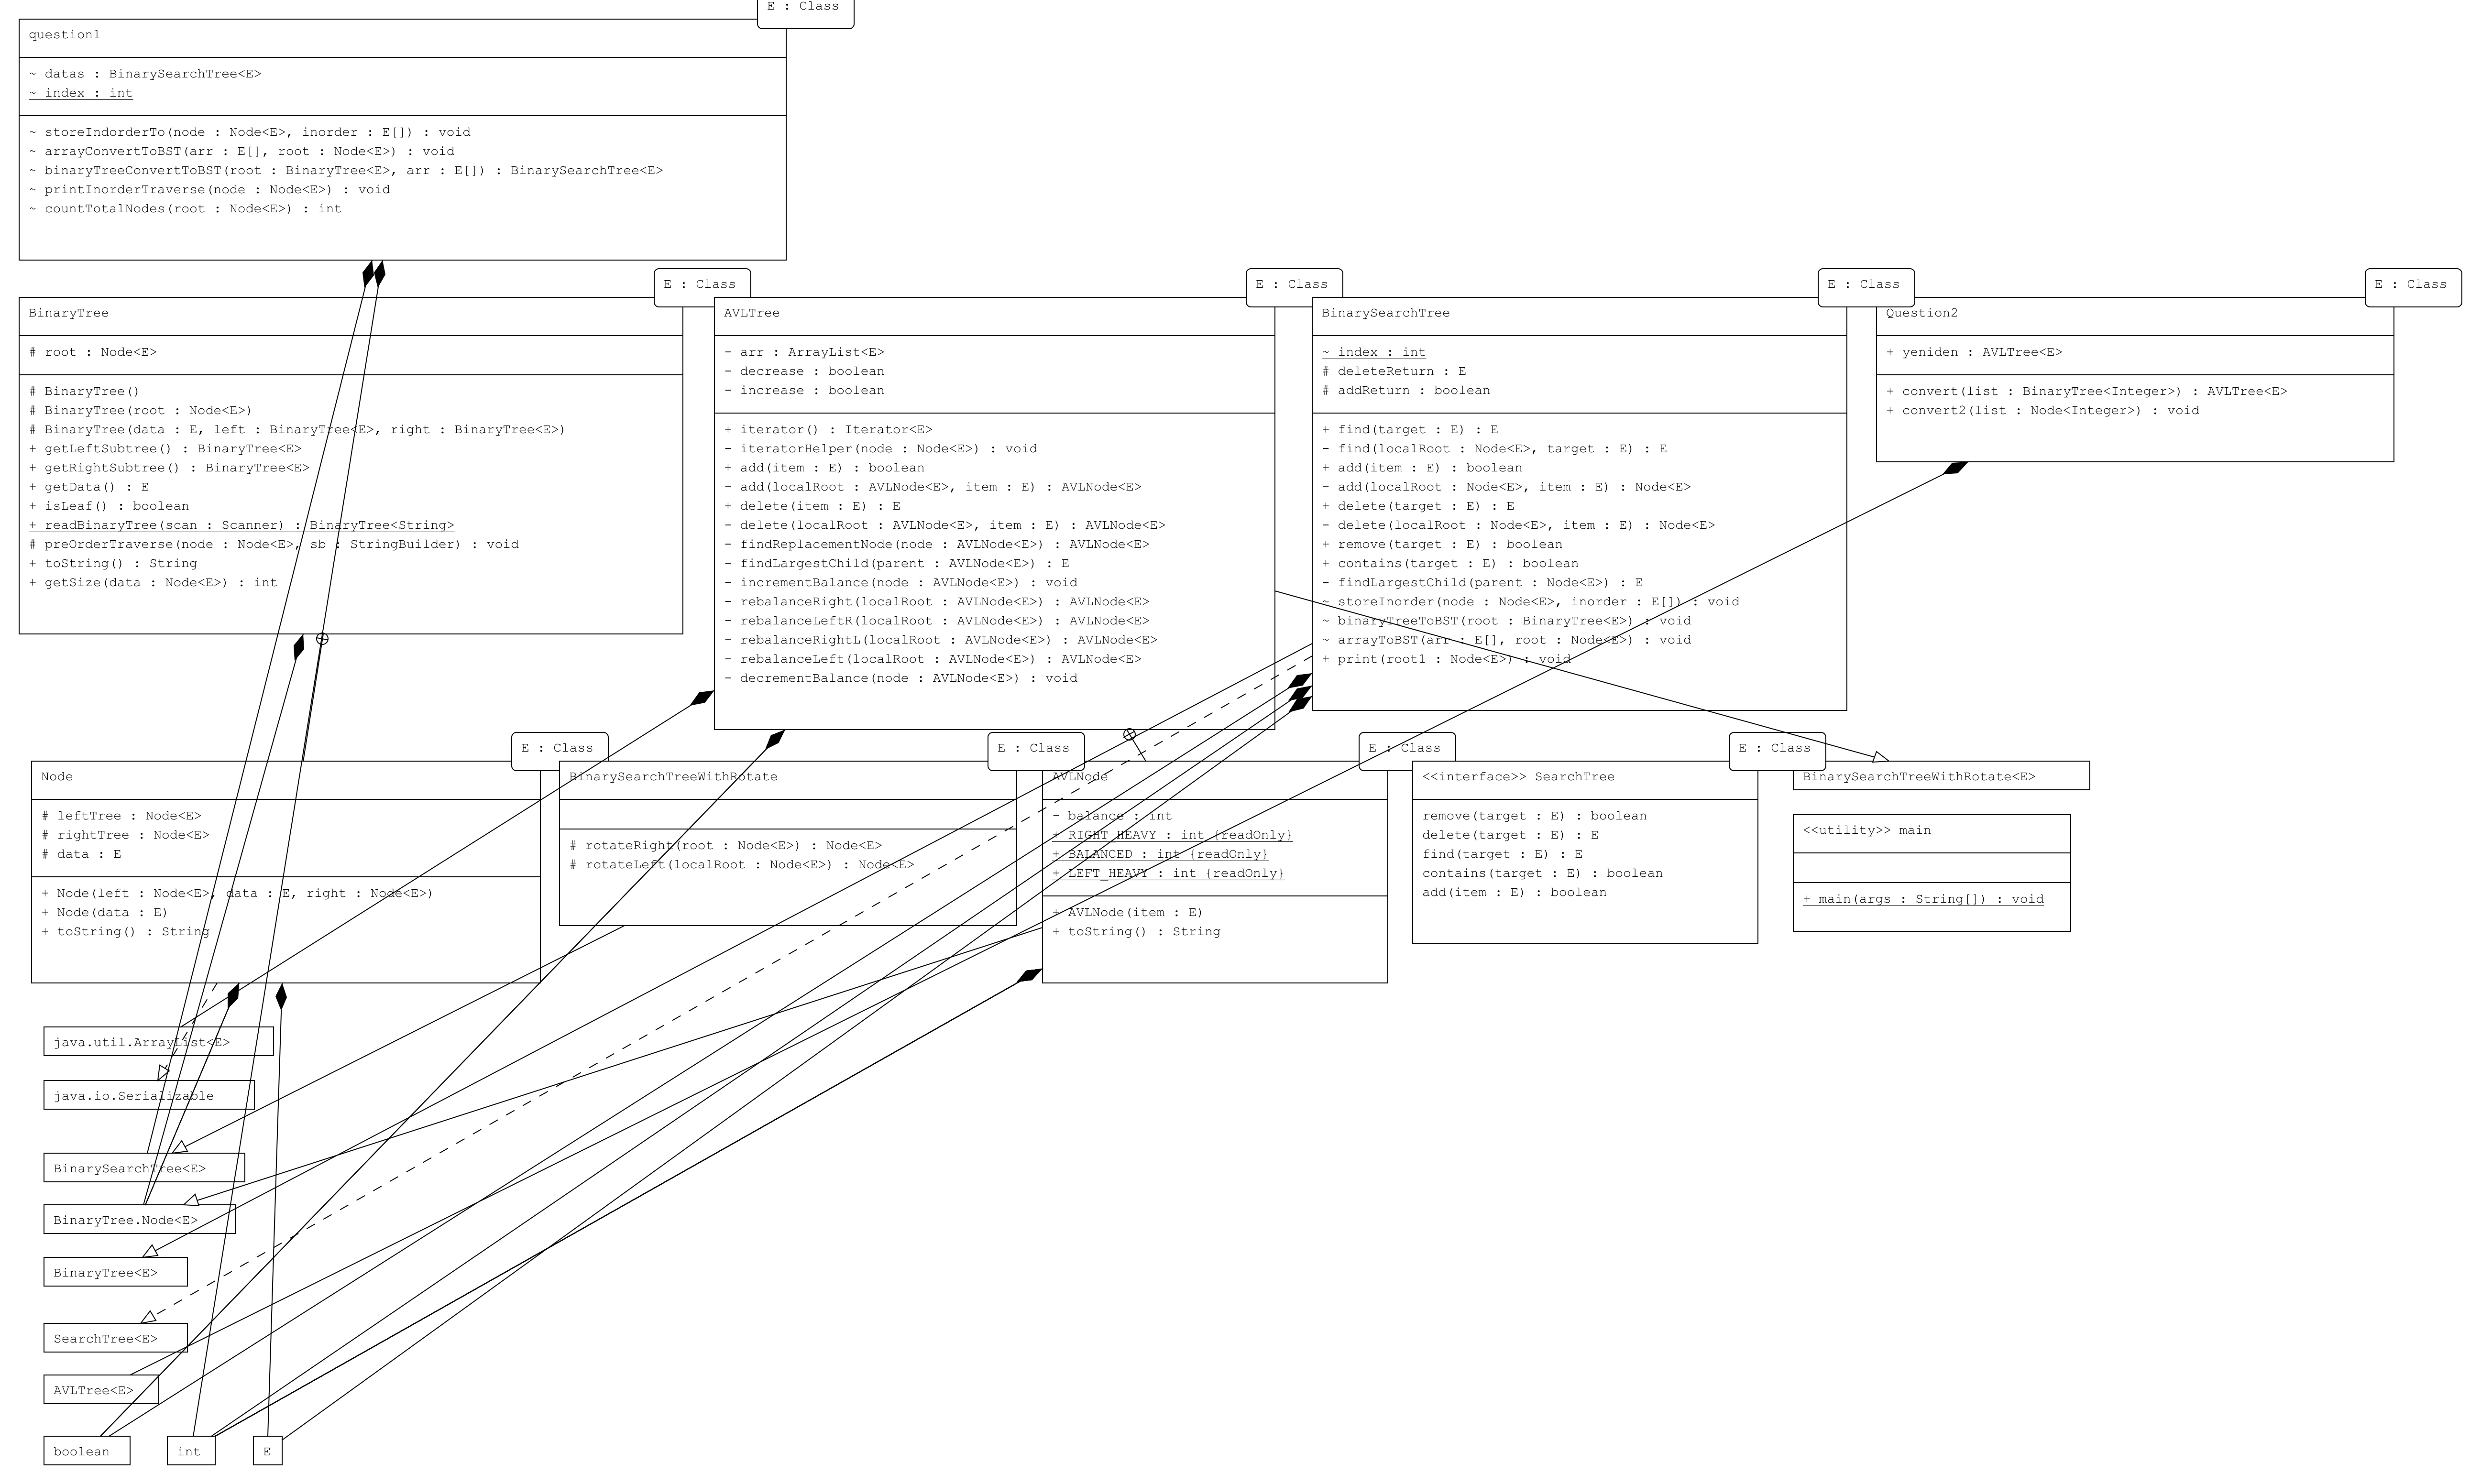 E : Class
question1
~ datas : BinarySearchTree<E>
~ index : int
~ storeIndorderTo(node : Node<E>, inorder : E[]) : void
~ arrayConvertToBST(arr : E[], root : Node<E>) : void
~ binaryTreeConvertToBST(root : BinaryTree<E>, arr : E[]) : BinarySearchTree<E>
~ printInorderTraverse(node : Node<E>) : void
~ countTotalNodes(root : Node<E>) : int
E : Class
BinaryTree
# root : Node<E>
# BinaryTree()
# BinaryTree(root : Node<E>)
# BinaryTree(data : E, left : BinaryTree<E>, right : BinaryTree<E>)
+ getLeftSubtree() : BinaryTree<E>
+ getRightSubtree() : BinaryTree<E>
+ getData() : E
+ isLeaf() : boolean
+ readBinaryTree(scan : Scanner) : BinaryTree<String>
# preOrderTraverse(node : Node<E>, sb : StringBuilder) : void
+ toString() : String
+ getSize(data : Node<E>) : int
E : Class
AVLTree
- arr : ArrayList<E>
- decrease : boolean
- increase : boolean
+ iterator() : Iterator<E>
- iteratorHelper(node : Node<E>) : void
+ add(item : E) : boolean
- add(localRoot : AVLNode<E>, item : E) : AVLNode<E>
+ delete(item : E) : E
- delete(localRoot : AVLNode<E>, item : E) : AVLNode<E>
- findReplacementNode(node : AVLNode<E>) : AVLNode<E>
- findLargestChild(parent : AVLNode<E>) : E
- incrementBalance(node : AVLNode<E>) : void
- rebalanceRight(localRoot : AVLNode<E>) : AVLNode<E>
- rebalanceLeftR(localRoot : AVLNode<E>) : AVLNode<E>
- rebalanceRightL(localRoot : AVLNode<E>) : AVLNode<E>
- rebalanceLeft(localRoot : AVLNode<E>) : AVLNode<E>
- decrementBalance(node : AVLNode<E>) : void
E : Class
BinarySearchTree
~ index : int
# deleteReturn : E
# addReturn : boolean
+ find(target : E) : E
- find(localRoot : Node<E>, target : E) : E
+ add(item : E) : boolean
- add(localRoot : Node<E>, item : E) : Node<E>
+ delete(target : E) : E
- delete(localRoot : Node<E>, item : E) : Node<E>
+ remove(target : E) : boolean
+ contains(target : E) : boolean
- findLargestChild(parent : Node<E>) : E
~ storeInorder(node : Node<E>, inorder : E[]) : void
~ binaryTreeToBST(root : BinaryTree<E>) : void
~ arrayToBST(arr : E[], root : Node<E>) : void
+ print(root1 : Node<E>) : void
E : Class
Question2
+ yeniden : AVLTree<E>
+ convert(list : BinaryTree<Integer>) : AVLTree<E>
+ convert2(list : Node<Integer>) : void
E : Class
Node
# leftTree : Node<E>
# rightTree : Node<E>
# data : E
+ Node(left : Node<E>, data : E, right : Node<E>)
+ Node(data : E)
+ toString() : String
E : Class
BinarySearchTreeWithRotate
# rotateRight(root : Node<E>) : Node<E>
# rotateLeft(localRoot : Node<E>) : Node<E>
E : Class
AVLNode
- balance : int
+ RIGHT_HEAVY : int {readOnly}
+ BALANCED : int {readOnly}
+ LEFT_HEAVY : int {readOnly}
+ AVLNode(item : E)
+ toString() : String
E : Class
<<interface>> SearchTree
remove(target : E) : boolean
delete(target : E) : E
find(target : E) : E
contains(target : E) : boolean
add(item : E) : boolean
BinarySearchTreeWithRotate<E>
<<utility>> main
+ main(args : String[]) : void
java.util.ArrayList<E>
java.io.Serializable
BinarySearchTree<E>
BinaryTree.Node<E>
BinaryTree<E>
SearchTree<E>
AVLTree<E>
boolean
int
E